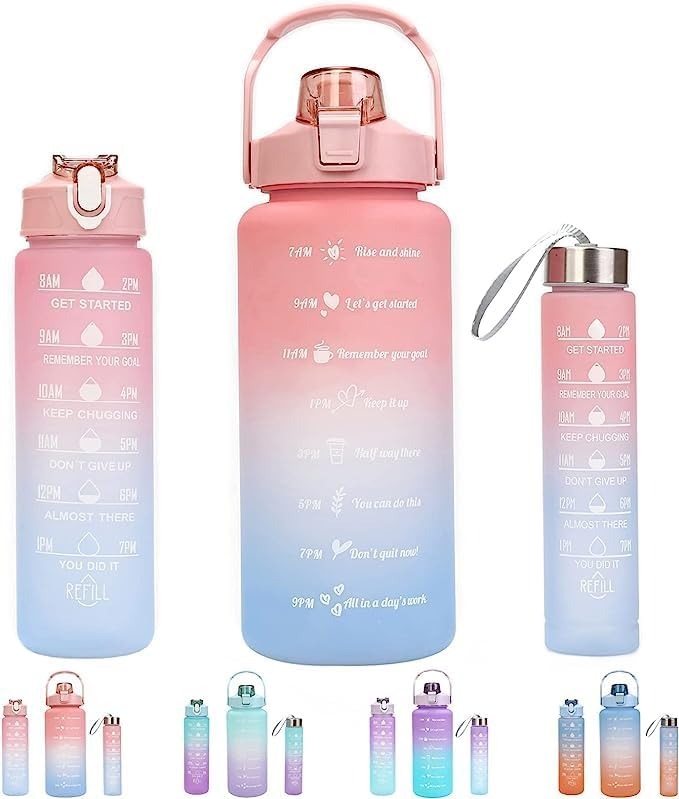 8AM 2PM
GET STARTED
9AM 3PM
REMEMBER YOUR GOAL
10AM 4PM
KEEP CHUGGING
11AM 5PM
DON'T GIVE UP
12PM 6PM
ALMOST THERE
1PM 7PM
YOU DID IT
REFILL
7AM Rise and shine
9AM Let's get started
11AM Remember your goal
1PM Keep it up
3PM Half way there
5PM You can do this
7PM Don't quit now!
9PM All in a day's work
8AM 2PM
GET STARTED
9AM 3PM
REMEMBER YOUR GOAL
10AM 4PM
KEEP CHUGGING
11AM 5PM
DON'T GIVE UP
12PM 6PM
ALMOST THERE
1PM 7PM
YOU DID IT
REFILL